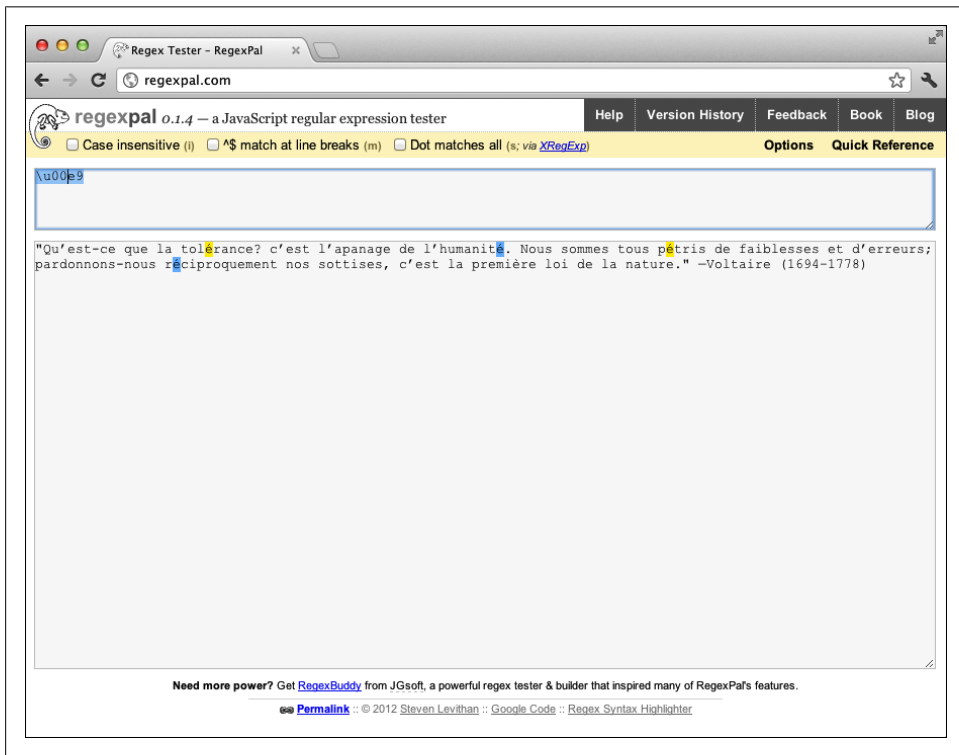 Regex Tester – RegexPal
regexpal.com
regexpal 0.1.4 — a JavaScript regular expression tester
Help Version History Feedback Book Blog
Case insensitive (i) ^$ match at line breaks (m) Dot matches all (s; via XRegExp) Options Quick Reference
\u00e9
"Qu’est-ce que la tolérance? c’est l’apanage de l’humanité. Nous sommes tous pétris de faiblesses et d’erreurs;
pardonnons-nous réciproquement nos sottises, c’est la première loi de la nature." —Voltaire (1694–1778)
Need more power? Get RegexBuddy from JGsoft, a powerful regex tester & builder that inspired many of RegexPal's features.
Permalink :: © 2012 Steven Levithan :: Google Code :: Regex Syntax Highlighter